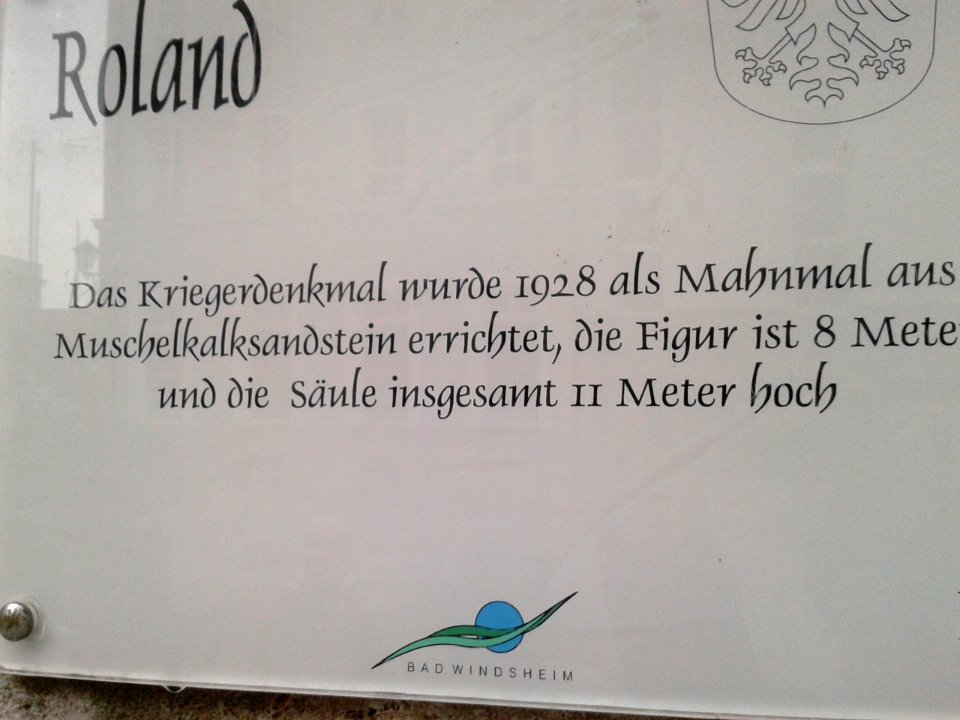 Roland
Das Kriegerdenkmal wurde 1928 als Mahnmal aus
Muschelkalksandstein errichtet, die Figur ist 8 Mete
und die Säule insgesamt 11 Meter hoch
BAD WINDSHEIM